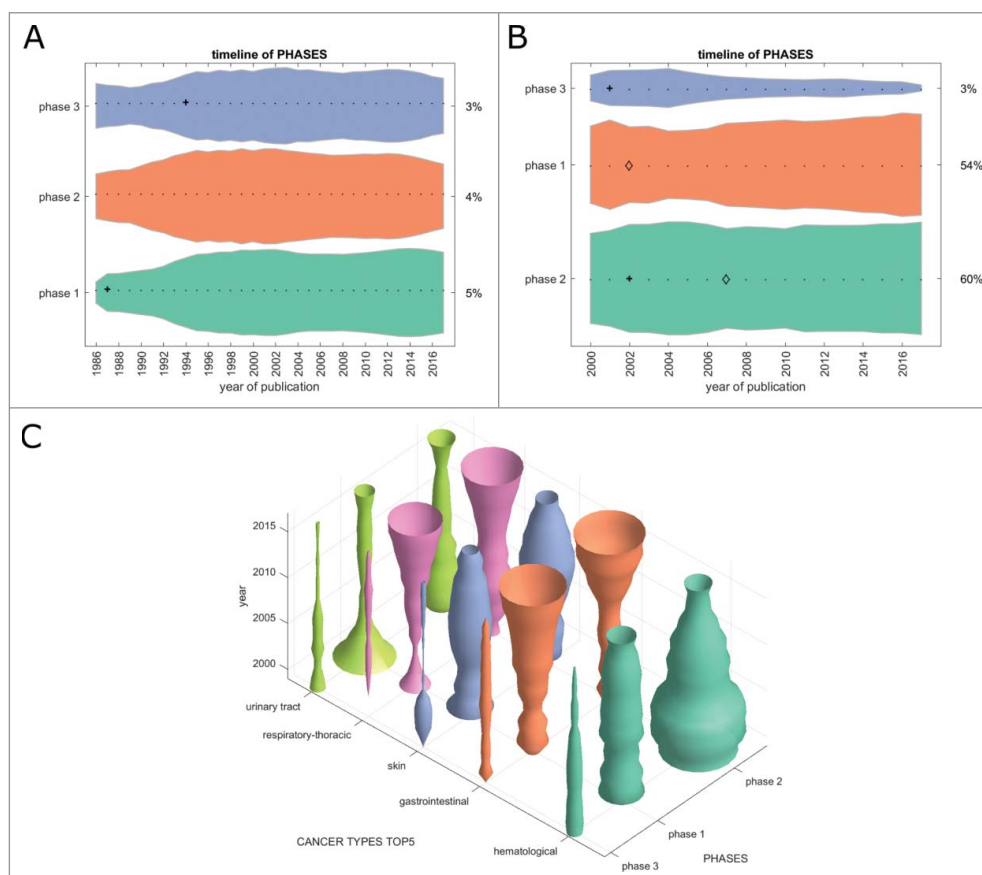 A
timeline of PHASES
phase 3
3%
phase 2
4%
phase 1
5%
1986
1988
1990
1992
1994
1996
1998
2000
2002
2004
2006
2008
2010
2012
2014
2016
year of publication
B
timeline of PHASES
phase 3
3%
phase 1
54%
phase 2
60%
2000
2002
2004
2006
2008
2010
2012
2014
2016
year of publication
C
2015
2010
year
2005
2000
urinary tract
respiratory-thoracic
skin
gastrointestinal
hematological
CANCER TYPES TOP5
phase 2
phase 1
phase 3
PHASES